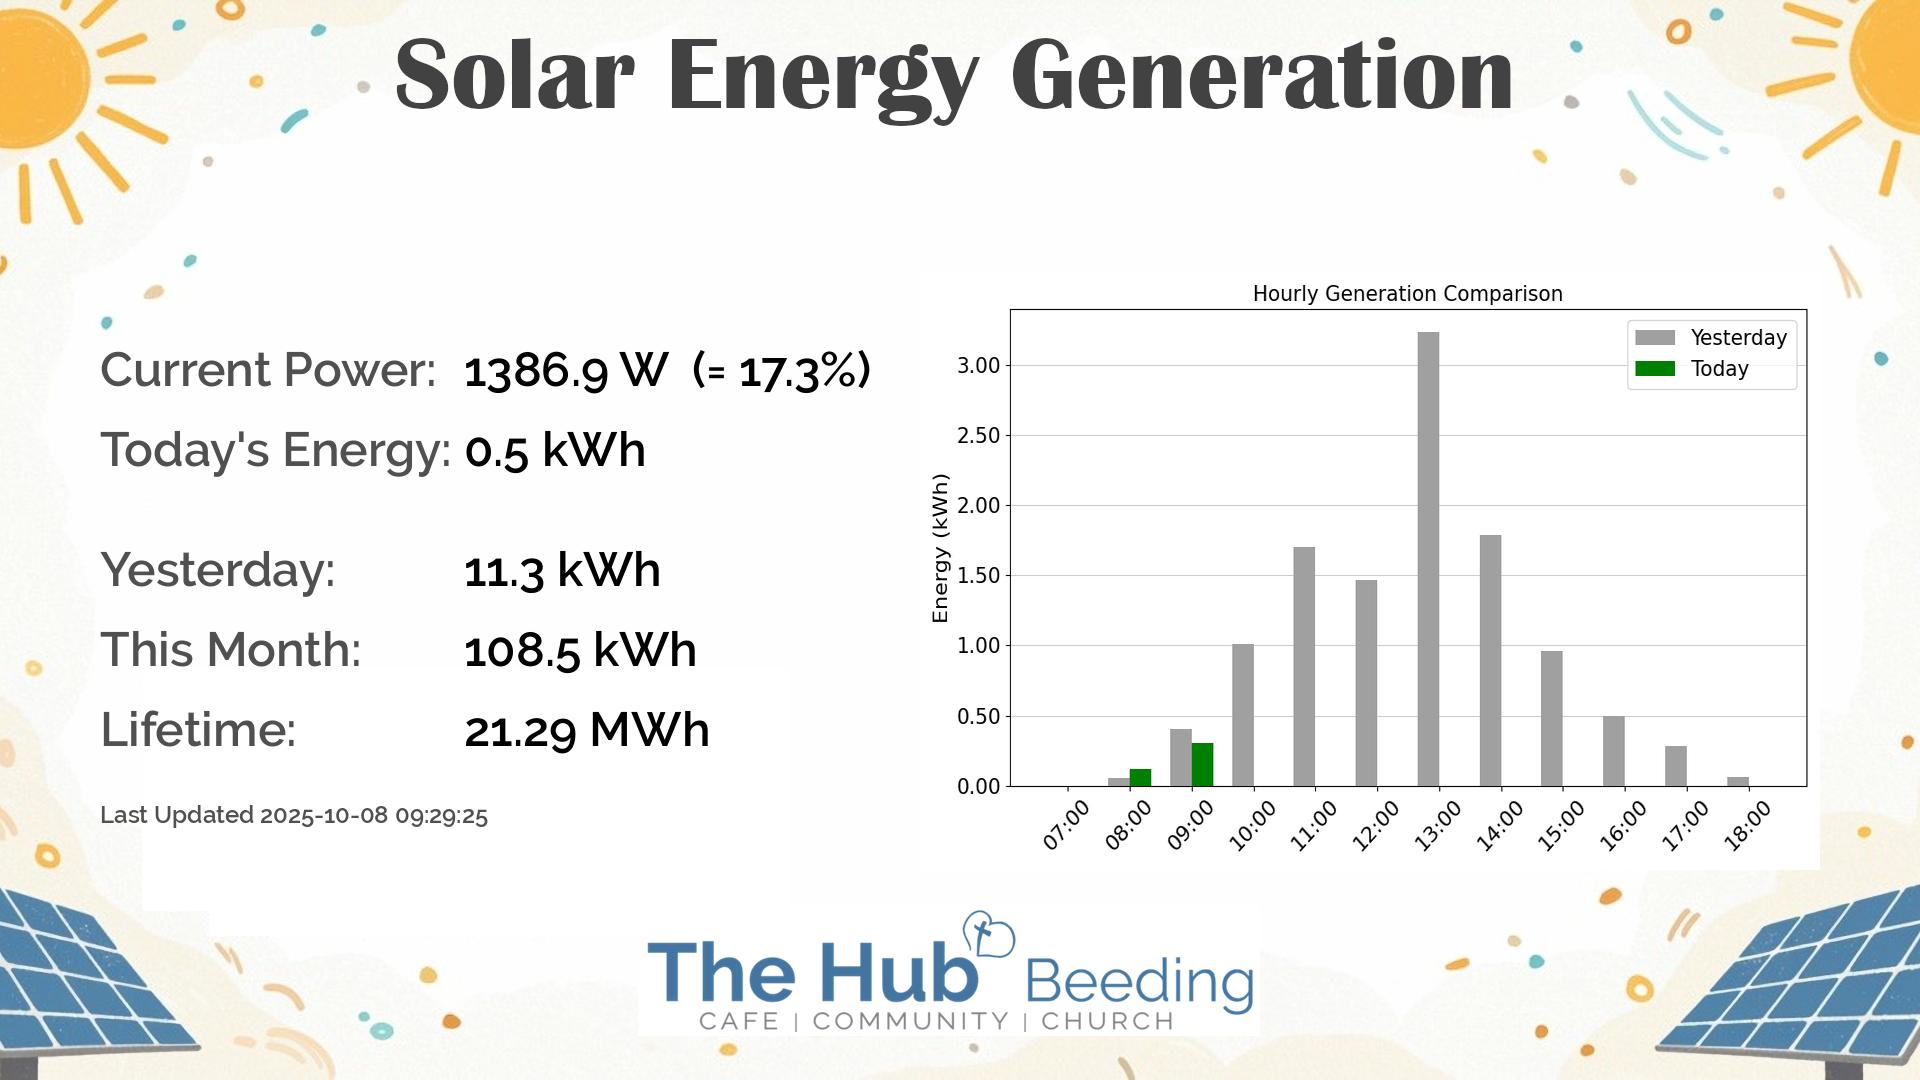 Solar Energy Generation
Current Power: 1386.9 W (= 17.3%)
Today's Energy: 0.5 kWh
Yesterday: 11.3 kWh
This Month: 108.5 kWh
Lifetime: 21.29 MWh
Last Updated 2025-10-08 09:29:25
Hourly Generation Comparison
Yesterday
Today
Energy (kWh)
3.00
2.50
2.00
1.50
1.00
0.50
0.00
07:00 08:00 09:00 10:00 11:00 12:00 13:00 14:00 15:00 16:00 17:00 18:00
The Hub Beeding
CAFE | COMMUNITY | CHURCH